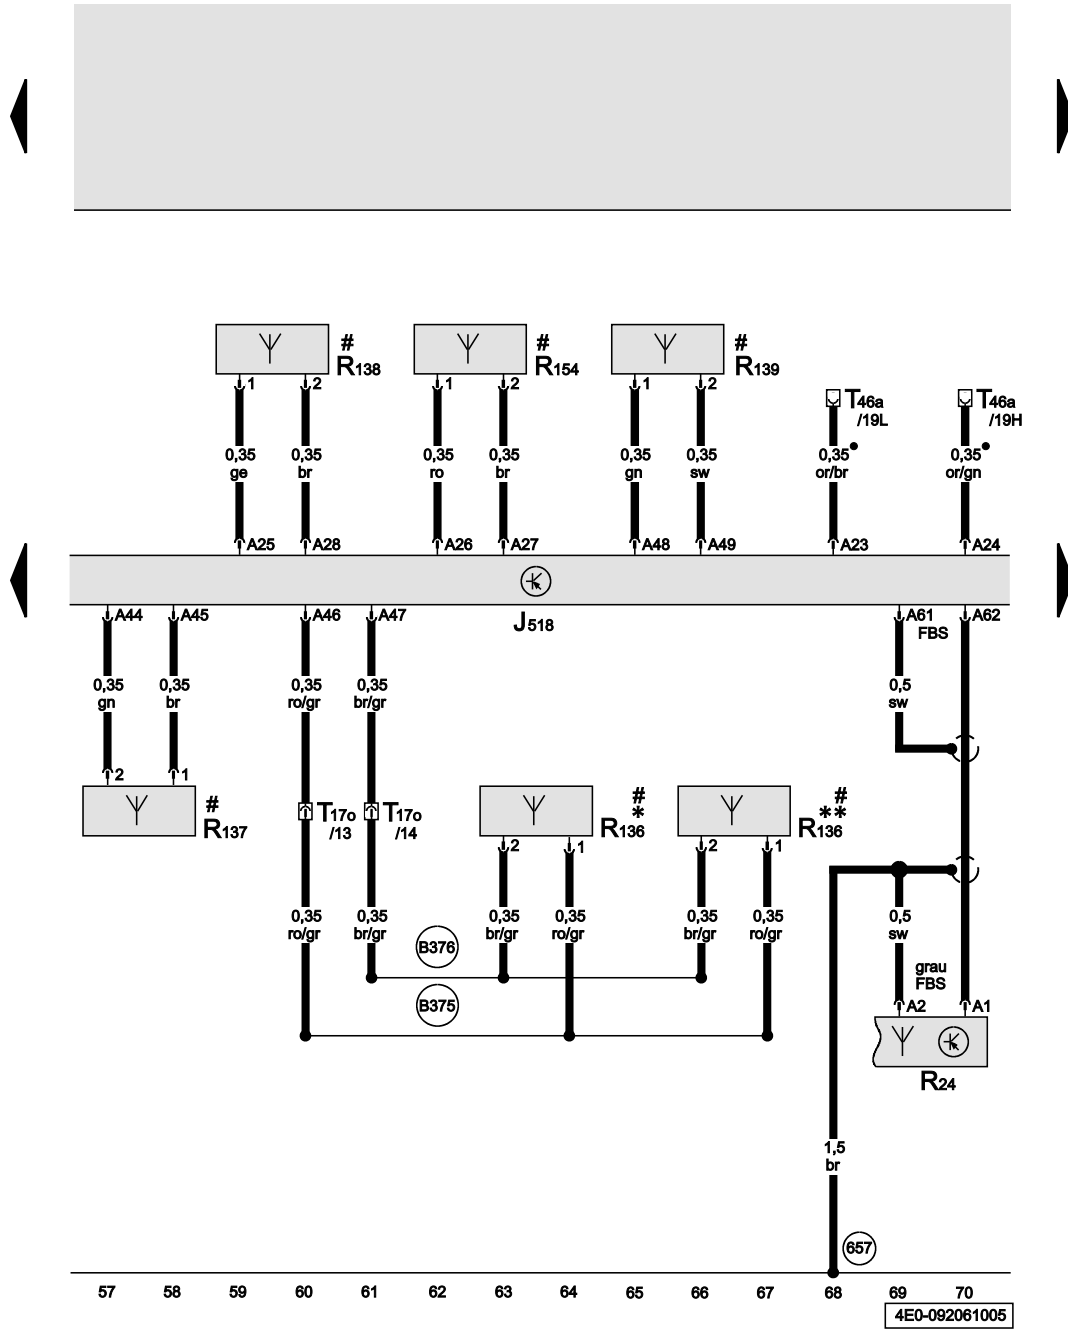 # # #
R138 R154 R139
1 2 1 2 1 2
T46a T46a
/19L /19H
0,35 0,35 0,35 0,35 0,35 0,35 0,35 0,35
ge br ro br gn sw or/br or/gn
A25 A28 A26 A27 A48 A49 A23 A24
A44 A45 A46 A47 J518 A61 A62
FBS
0,35 0,35 0,35 0,35 0,5
gn br ro/gr br/gr sw
2 1
# # #
R137 T17o T17o R136* R136**
/13 /14
2 1 2 1
0,35 0,35 0,35 0,35 0,35 0,35 0,5
ro/gr br/gr br/gr ro/gr br/gr ro/gr sw
B376
grau
FBS
B375
A2 A1
R24
1,5
br
657
57 58 59 60 61 62 63 64 65 66 67 68 69 70
4E0-092061005